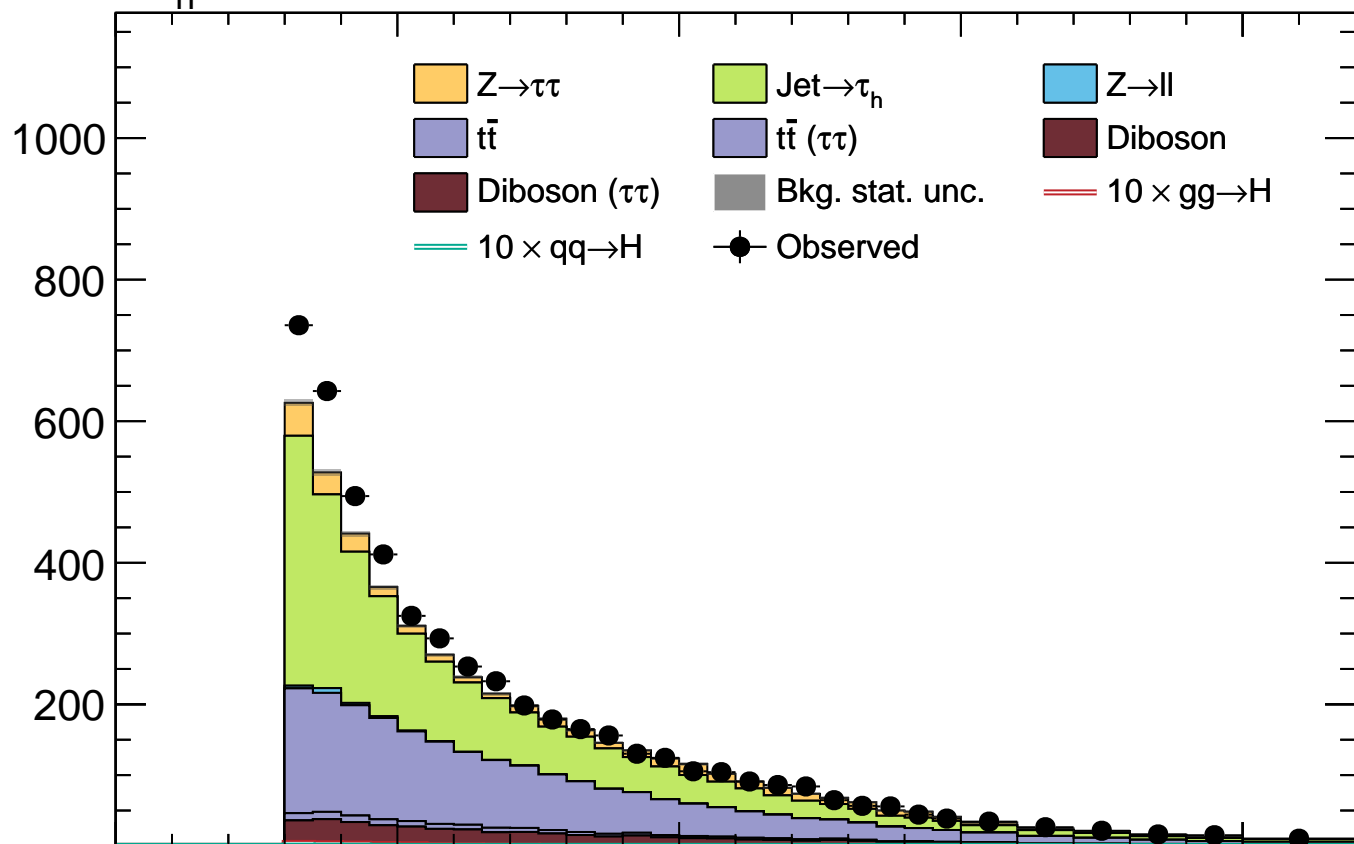 1000
800
600
400
200
Z→ττ Jet→τh Z→ll
tt̄ tt̄ (ττ) Diboson
Diboson (ττ) Bkg. stat. unc. 10 × gg→H
10 × qq→H Observed